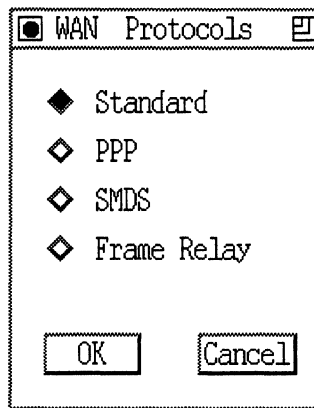 WAN Protocols
Standard
PPP
SMDS
Frame Relay
OK Cancel